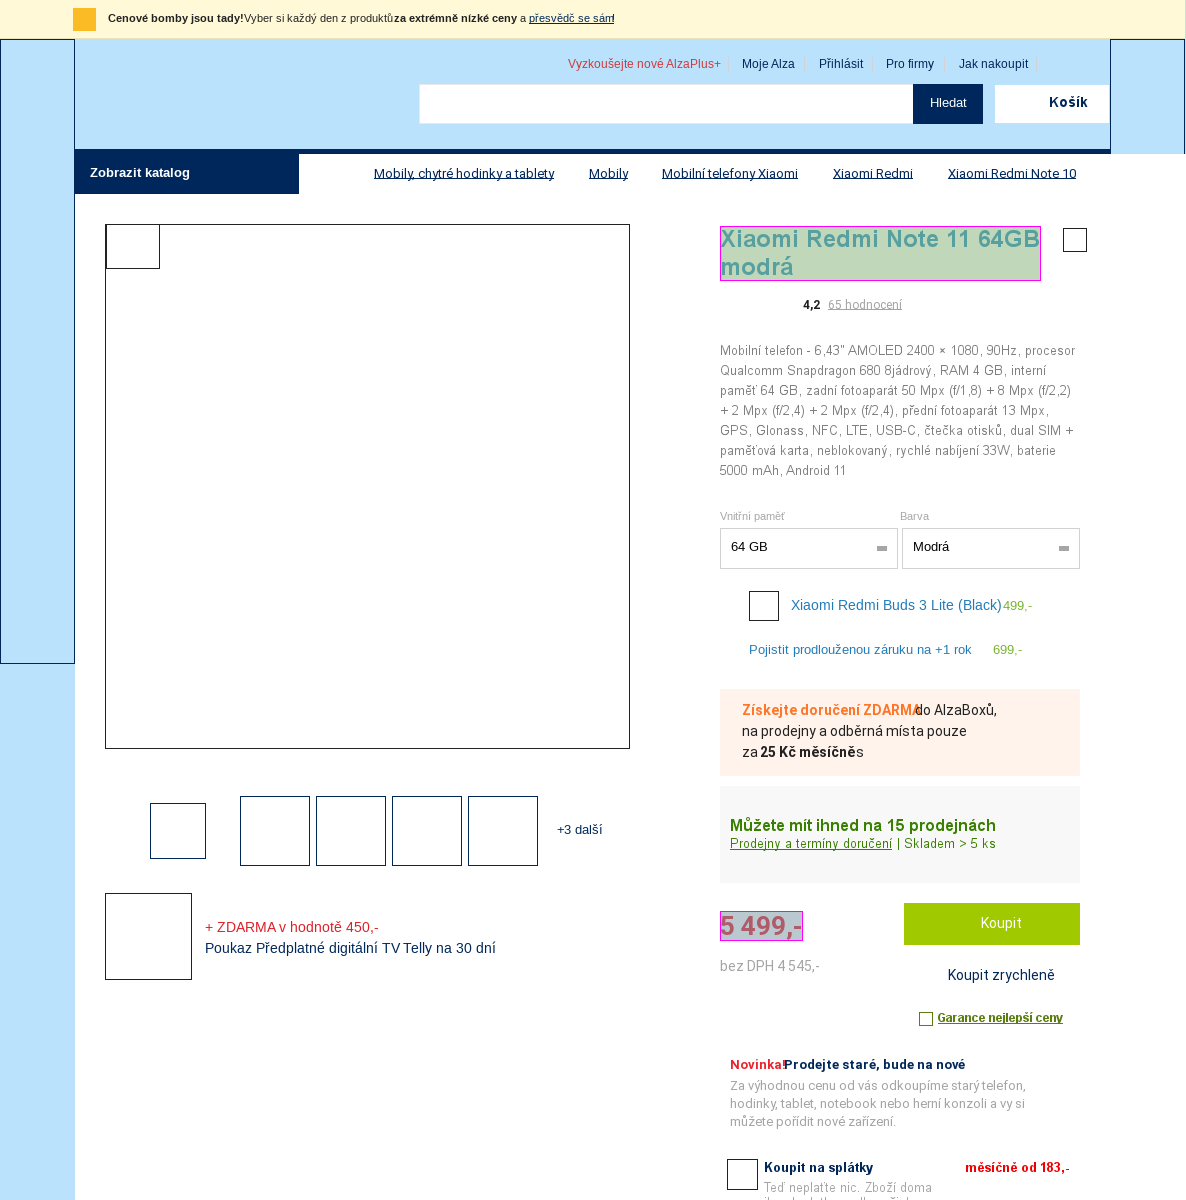 Cenové bomby jsou tady! Vyber si každý den z produktů za extrémně nízké ceny a přesvědč se sám!
Vyzkoušejte nové AlzaPlus+ Moje Alza Přihlásit Pro firmy Jak nakoupit
Hledat Košík
Zobrazit katalog Mobily, chytré hodinky a tablety Mobily Mobilní telefony Xiaomi Xiaomi Redmi Xiaomi Redmi Note 10
Xiaomi Redmi Note 11 64GB
modrá
4,2 65 hodnocení
Mobilní telefon - 6,43" AMOLED 2400 × 1080, 90Hz, procesor
Qualcomm Snapdragon 680 8jádrový, RAM 4 GB, interní
paměť 64 GB, zadní fotoaparát 50 Mpx (f/1,8) + 8 Mpx (f/2,2)
+ 2 Mpx (f/2,4) + 2 Mpx (f/2,4), přední fotoaparát 13 Mpx,
GPS, Glonass, NFC, LTE, USB-C, čtečka otisků, dual SIM +
paměťová karta, neblokovaný, rychlé nabíjení 33W, baterie
5000 mAh, Android 11
Vnitřní paměť Barva
64 GB Modrá
Xiaomi Redmi Buds 3 Lite (Black) 499,-
Pojistit prodlouženou záruku na +1 rok 699,-
Získejte doručení ZDARMA do AlzaBoxů,
na prodejny a odběrná místa pouze
za 25 Kč měsíčně s
Můžete mít ihned na 15 prodejnách
Prodejny a termíny doručení | Skladem > 5 ks
+3 další
+ ZDARMA v hodnotě 450,-
Poukaz Předplatné digitální TV Telly na 30 dní
5 499,- Koupit
bez DPH 4 545,-
Koupit zrychleně
Garance nejlepší ceny
Novinka! Prodejte staré, bude na nové
Za výhodnou cenu od vás odkoupíme starý telefon,
hodinky, tablet, notebook nebo herní konzoli a vy si
můžete pořídit nové zařízení.
Koupit na splátky měsíčně od 183,-
Teď neplaťte nic. Zboží doma